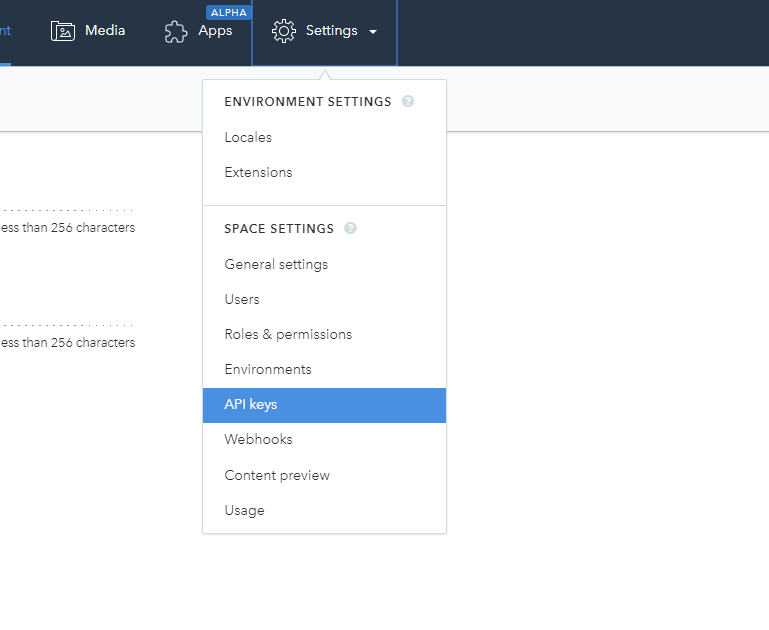 nt
Media
ALPHA
Apps
Settings
ENVIRONMENT SETTINGS ?
Locales
Extensions
ess than 256 characters
SPACE SETTINGS ?
General settings
Users
Roles & permissions
ess than 256 characters
Environments
API keys
Webhooks
Content preview
Usage